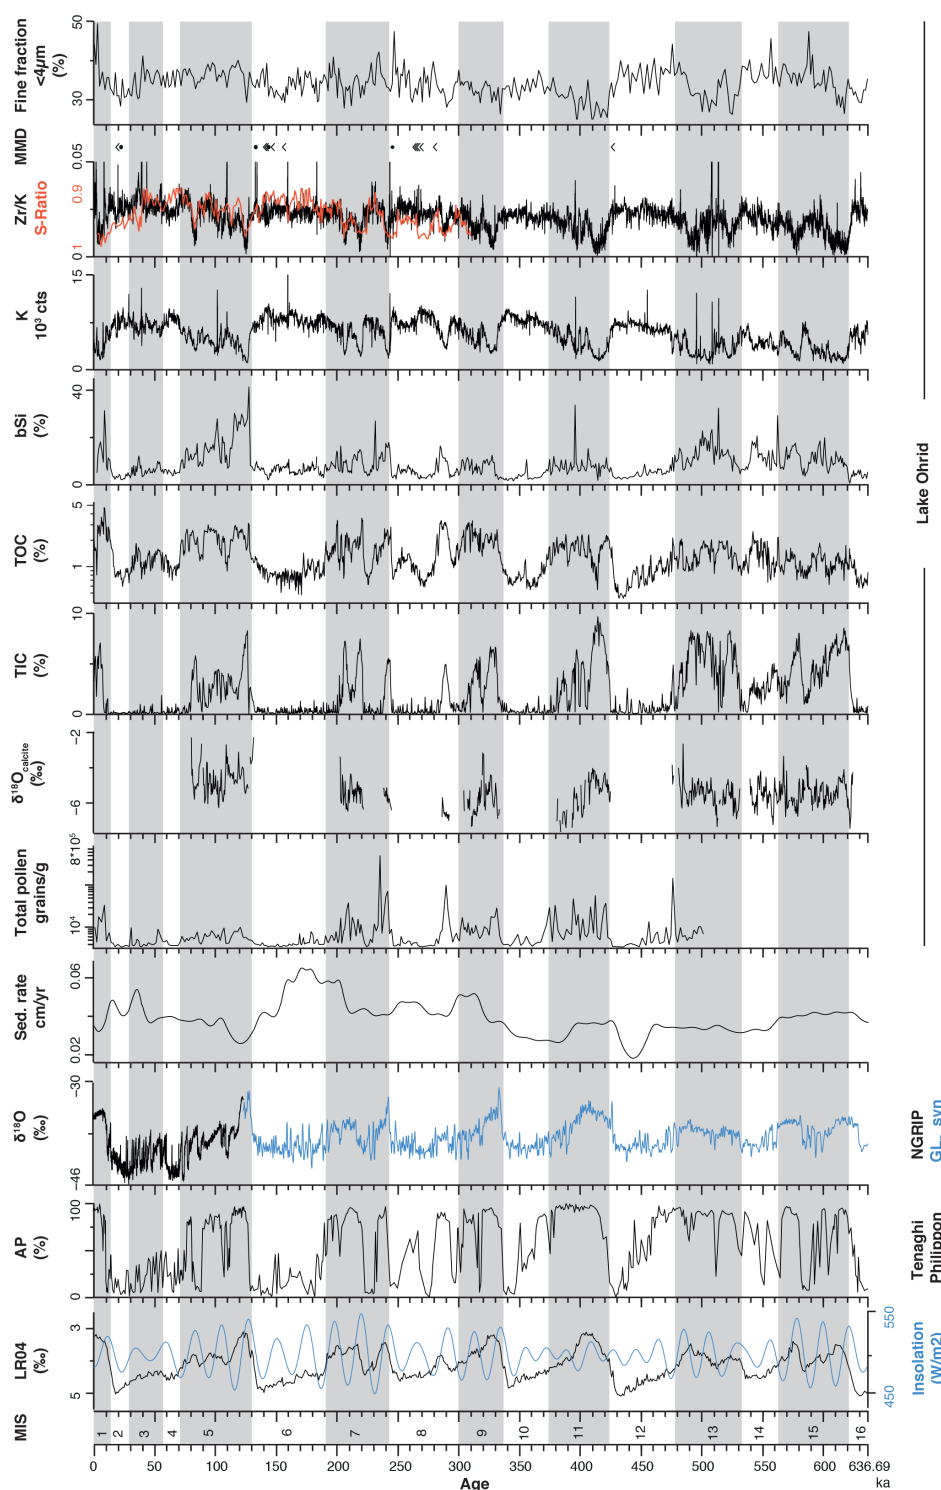 50
30
Fine fraction
<4µm
(%)
MMD
0.05
0.9
0 1
Zr/K
S-Ratio
15
0
K
10³ cts
40
0
bSi
(%)
5
1
TOC
(%)
10
0
TIC
(%)
-2
-6
δ¹⁸O calcite
(‰)
8*10⁵
10⁴
Total pollen
grains/g
0.06
0.02
Sed. rate
cm/yr
-30
-46
δ¹⁸O
(‰)
100
0
AP
(%)
3
5
LR04
(‰)
550
450
MIS
1 2 3 4 5 6 7 8 9 10 11 12 13 14 15 16
0 50 100 150 200 250 300 350 400 450 500 550 600 636.69
ka
Age
Lake Ohrid
NGRIP
GL_syn
Tenaghi
Philippon
Insolation
(W/m2)